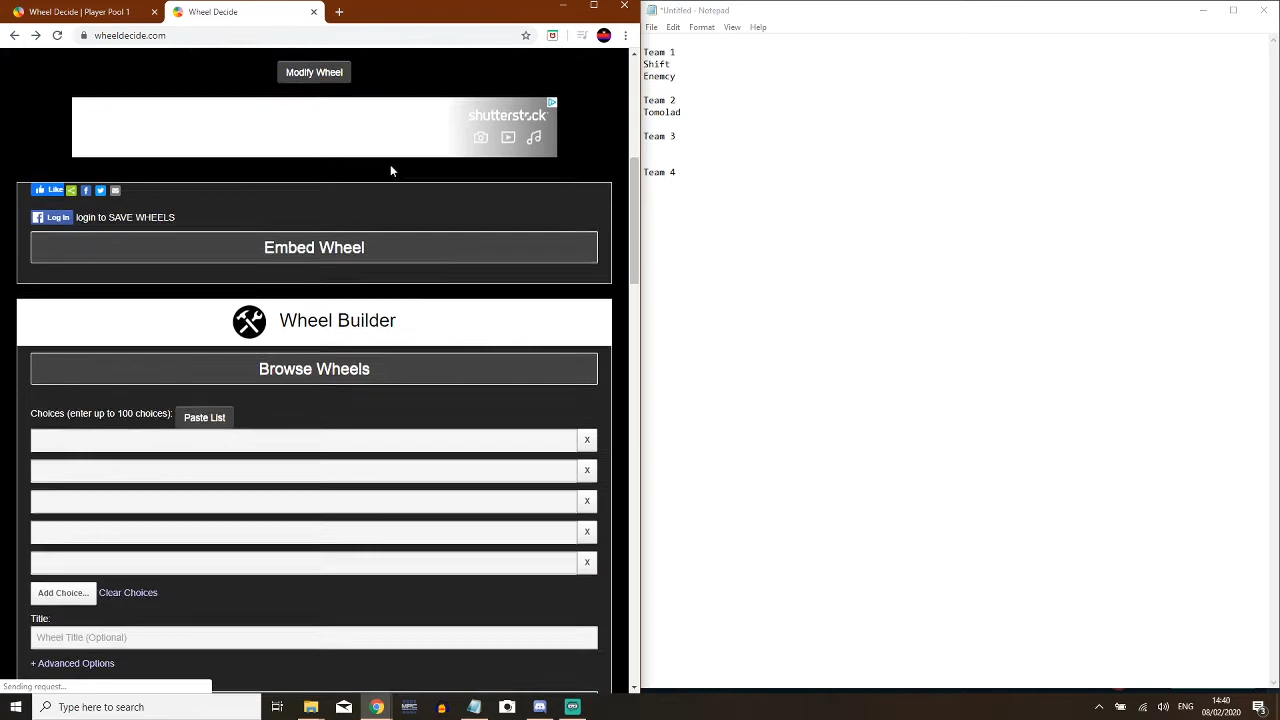 Wheel Decide | Player Pool 1
Wheel Decide
wheeldecide.com
Modify Wheel
shutterstock
Like
Log In login to SAVE WHEELS
Embed Wheel
Wheel Builder
Browse Wheels
Choices (enter up to 100 choices): Paste List
X
X
X
X
X
Add Choice... Clear Choices
Title:
Wheel Title (Optional)
+ Advanced Options
Sending request...
*Untitled - Notepad
File Edit Format View Help
Team 1
Shift
Enemcy
Team 2
Tomolad
Team 3
Team 4
Type here to search
MPC
ENG
14:40
08/02/2020